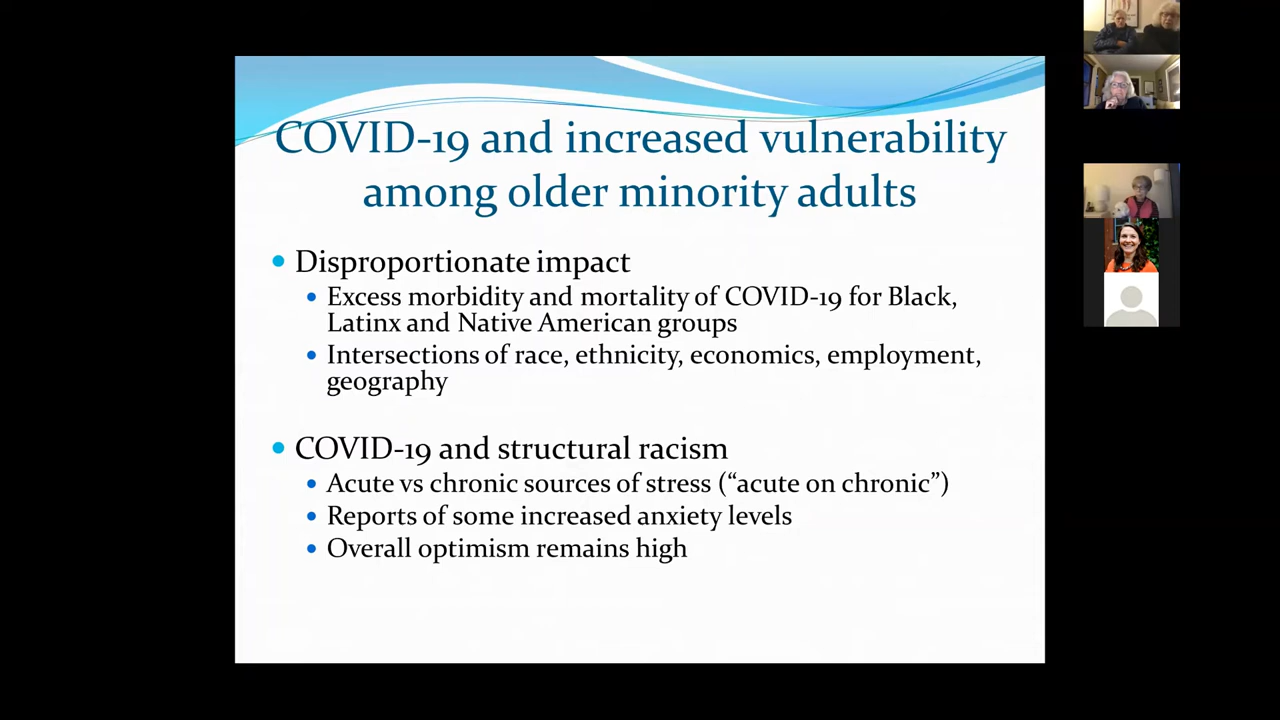 COVID-19 and increased vulnerability
among older minority adults
Disproportionate impact
Excess morbidity and mortality of COVID-19 for Black,
Latinx and Native American groups
Intersections of race, ethnicity, economics, employment,
geography
COVID-19 and structural racism
Acute vs chronic sources of stress (“acute on chronic”)
Reports of some increased anxiety levels
Overall optimism remains high